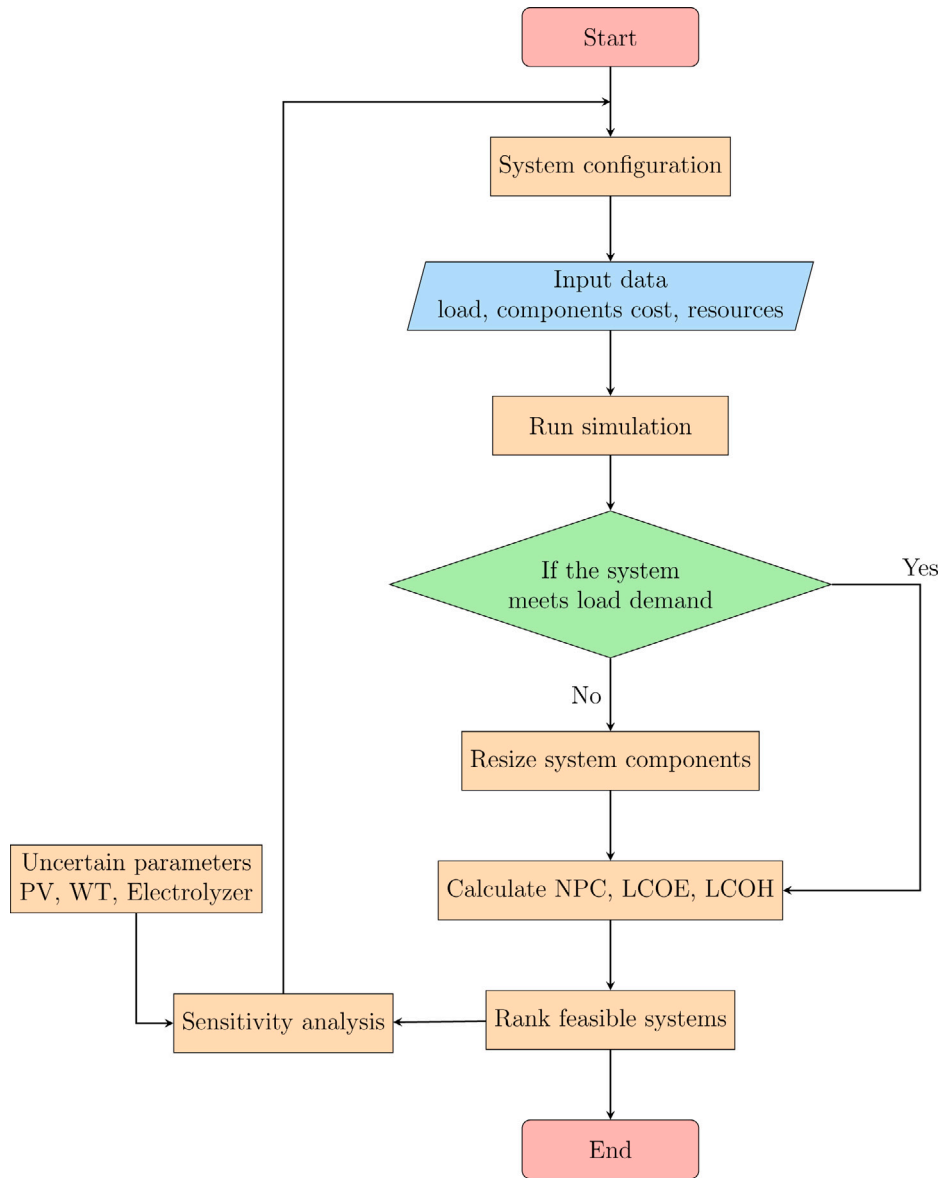 Start
System configuration
Input data
load, components cost, resources
Run simulation
If the system
meets load demand
Yes
No
Resize system components
Uncertain parameters
PV, WT, Electrolyzer
Calculate NPC, LCOE, LCOH
Sensitivity analysis
Rank feasible systems
End